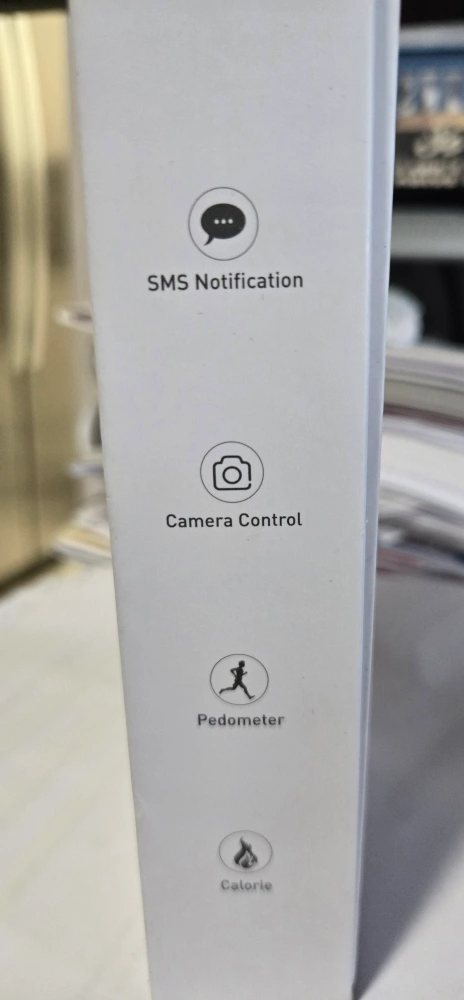 SMS Notification
Camera Control
Pedometer
Calorie